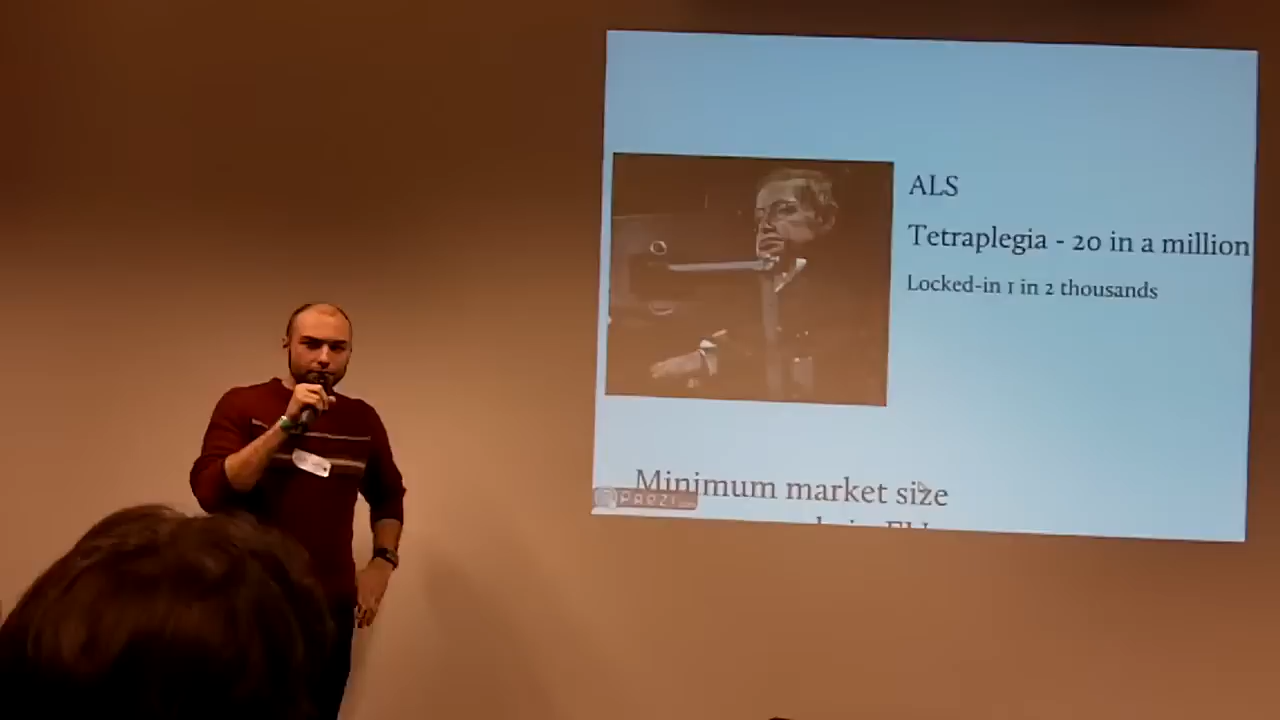 ALS
Tetraplegia - 20 in a million
Locked-in 1 in 2 thousands
Minimum market size